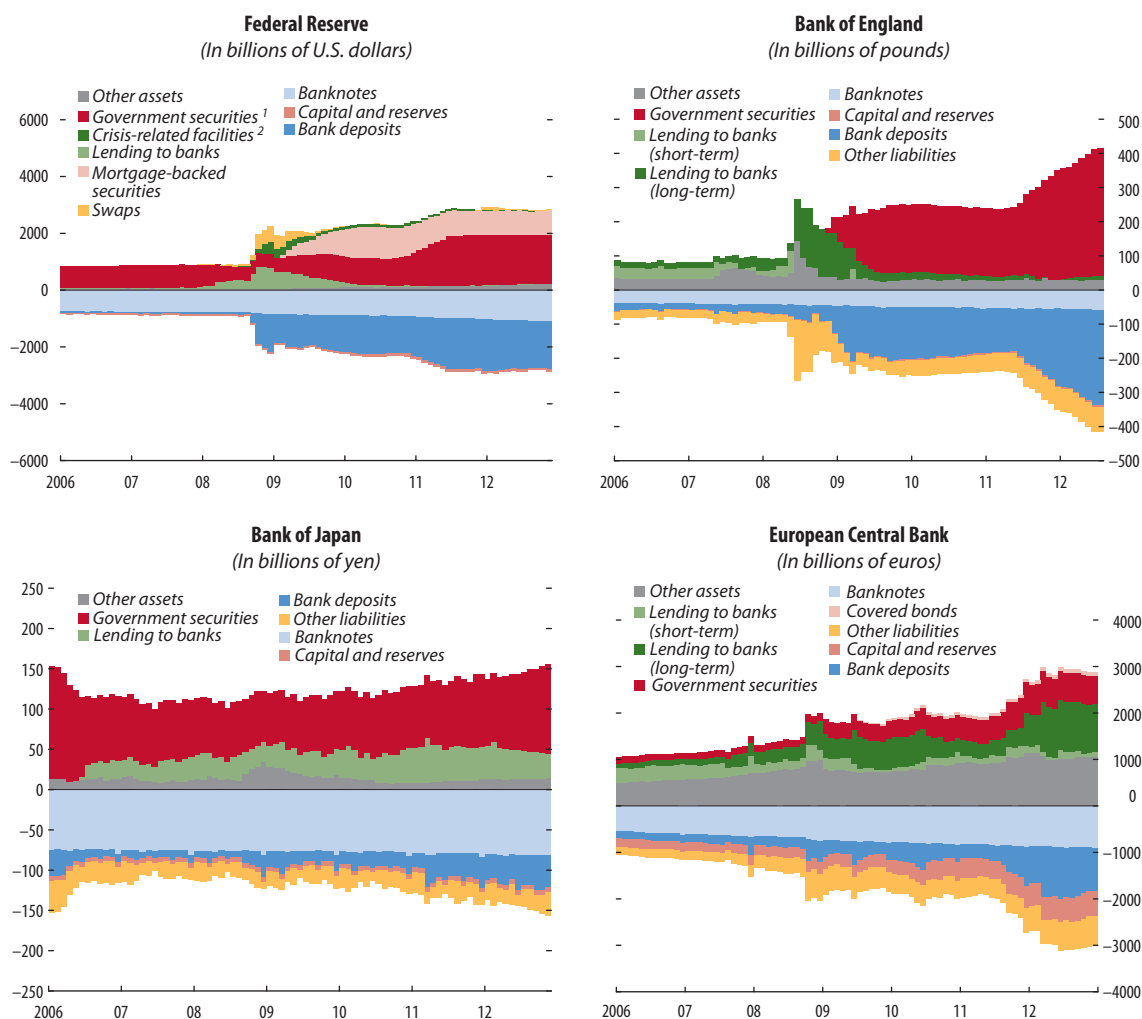 Federal Reserve
(In billions of U.S. dollars)
Other assets
Government securities 1
Crisis-related facilities 2
Lending to banks
Mortgage-backed
securities
Swaps
Banknotes
Capital and reserves
Bank deposits
6000
4000
2000
0
−2000
−4000
−6000
2006 07 08 09 10 11 12
Bank of England
(In billions of pounds)
Other assets
Government securities
Lending to banks
(short-term)
Lending to banks
(long-term)
Banknotes
Capital and reserves
Bank deposits
Other liabilities
500
400
300
200
100
0
−100
−200
−300
−400
−500
2006 07 08 09 10 11 12
Bank of Japan
(In billions of yen)
Other assets
Government securities
Lending to banks
Bank deposits
Other liabilities
Banknotes
Capital and reserves
250
200
150
100
50
0
−50
−100
−150
−200
−250
2006 07 08 09 10 11 12
European Central Bank
(In billions of euros)
Other assets
Lending to banks
(short-term)
Lending to banks
(long-term)
Government securities
Banknotes
Covered bonds
Other liabilities
Capital and reserves
Bank deposits
4000
3000
2000
1000
0
−1000
−2000
−3000
−4000
2006 07 08 09 10 11 12